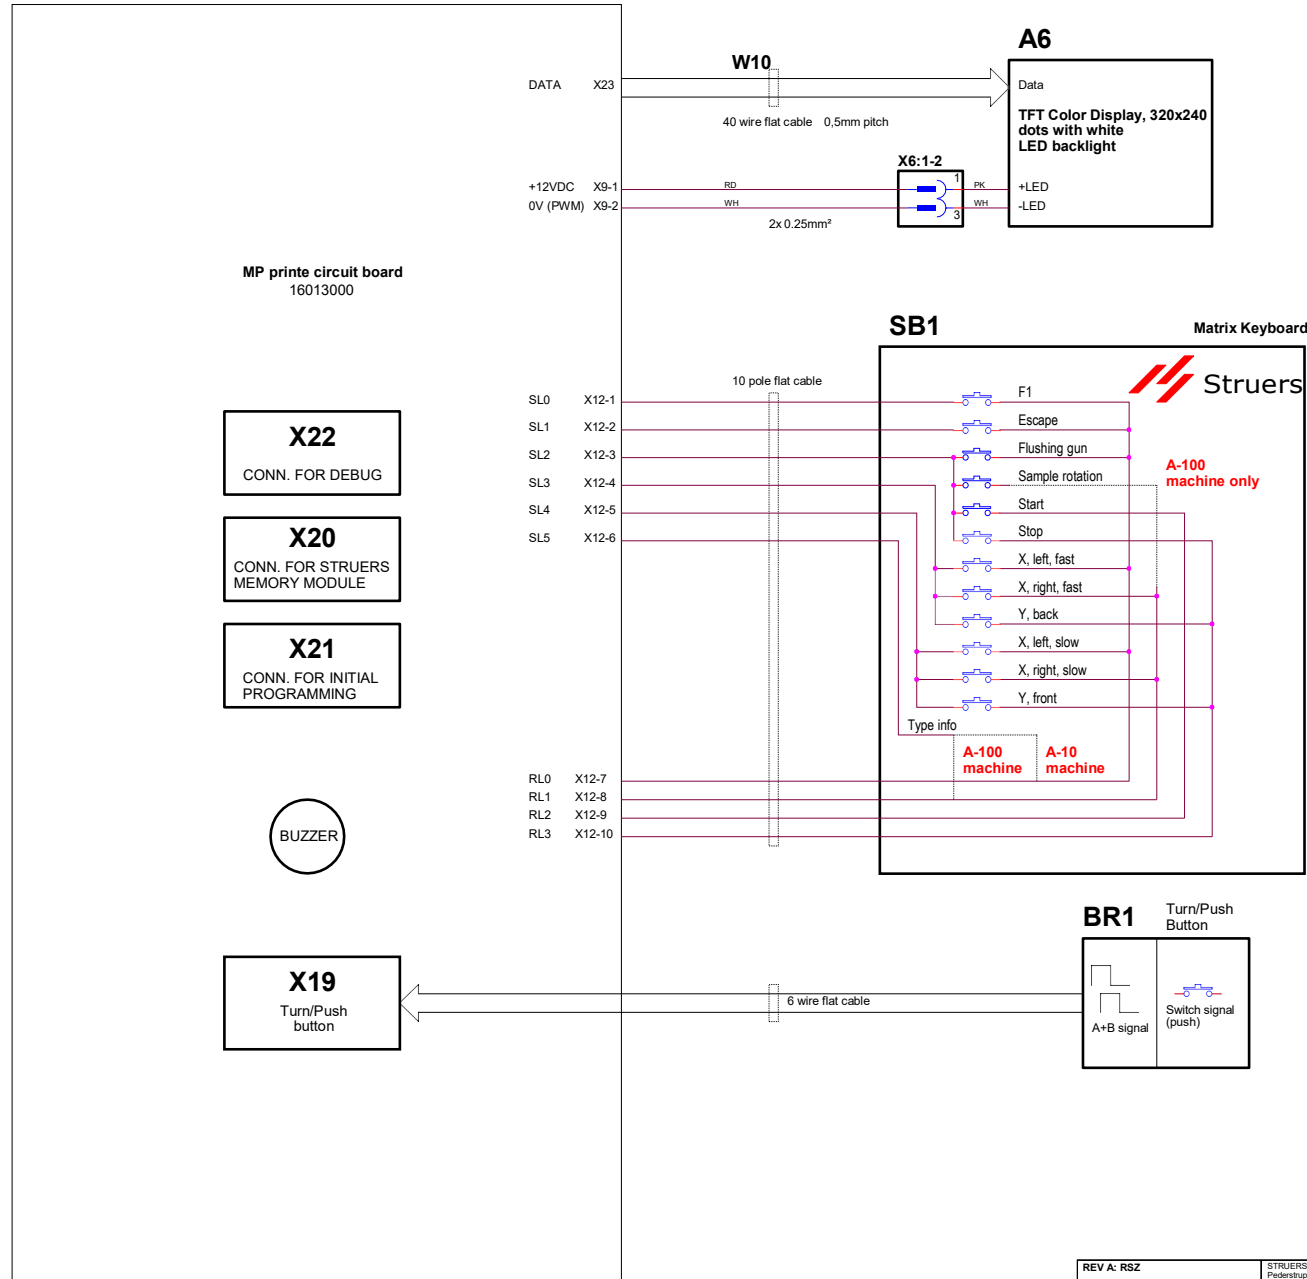 A6
W10
DATA X23
Data
40 wire flat cable 0,5mm pitch
TFT Color Display, 320x240
dots with white
LED backlight
X6:1-2
+12VDC X9-1 RD 1 PK +LED
0V (PWM) X9-2 WH 3 WH -LED
2x 0.25mm²
MP printe circuit board
16013000
SB1
Matrix Keyboard
Struers
10 pole flat cable
SL0 X12-1 F1
SL1 X12-2 Escape
SL2 X12-3 Flushing gun
SL3 X12-4 Sample rotation
A-100
machine only
SL4 X12-5 Start
SL5 X12-6 Stop
X, left, fast
X, right, fast
Y, back
X, left, slow
X, right, slow
Y, front
Type info
A-100
machine
A-10
machine
X22
CONN. FOR DEBUG
X20
CONN. FOR STRUERS
MEMORY MODULE
X21
CONN. FOR INITIAL
PROGRAMMING
RL0 X12-7
RL1 X12-8
RL2 X12-9
RL3 X12-10
BUZZER
BR1
Turn/Push
Button
X19
Turn/Push
button
6 wire flat cable
A+B signal
Switch signal
(push)
REV A: RSZ
STRUERS
Pederstrup